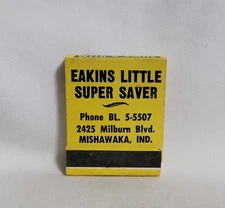 EAKINS LITTLE
SUPER SAVER
Phone BL. 5-5507
2425 Milburn Blvd.
MISHAWAKA, IND.